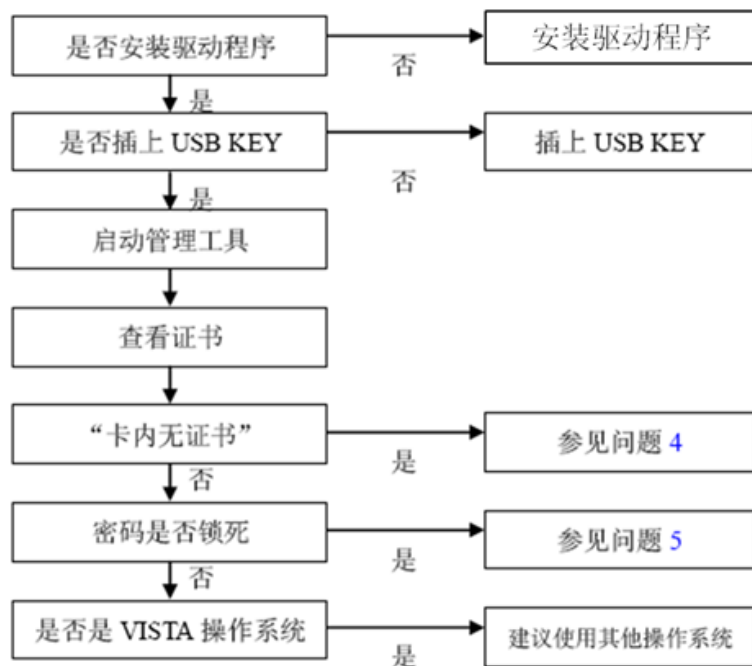 是否安装驱动程序
否
安装驱动程序
是
是否插上 USB KEY
否
插上 USB KEY
是
启动管理工具
查看证书
“卡内无证书”
是
参见问题 4
否
密码是否锁死
是
参见问题 5
否
是否是 VISTA 操作系统
是
建议使用其他操作系统